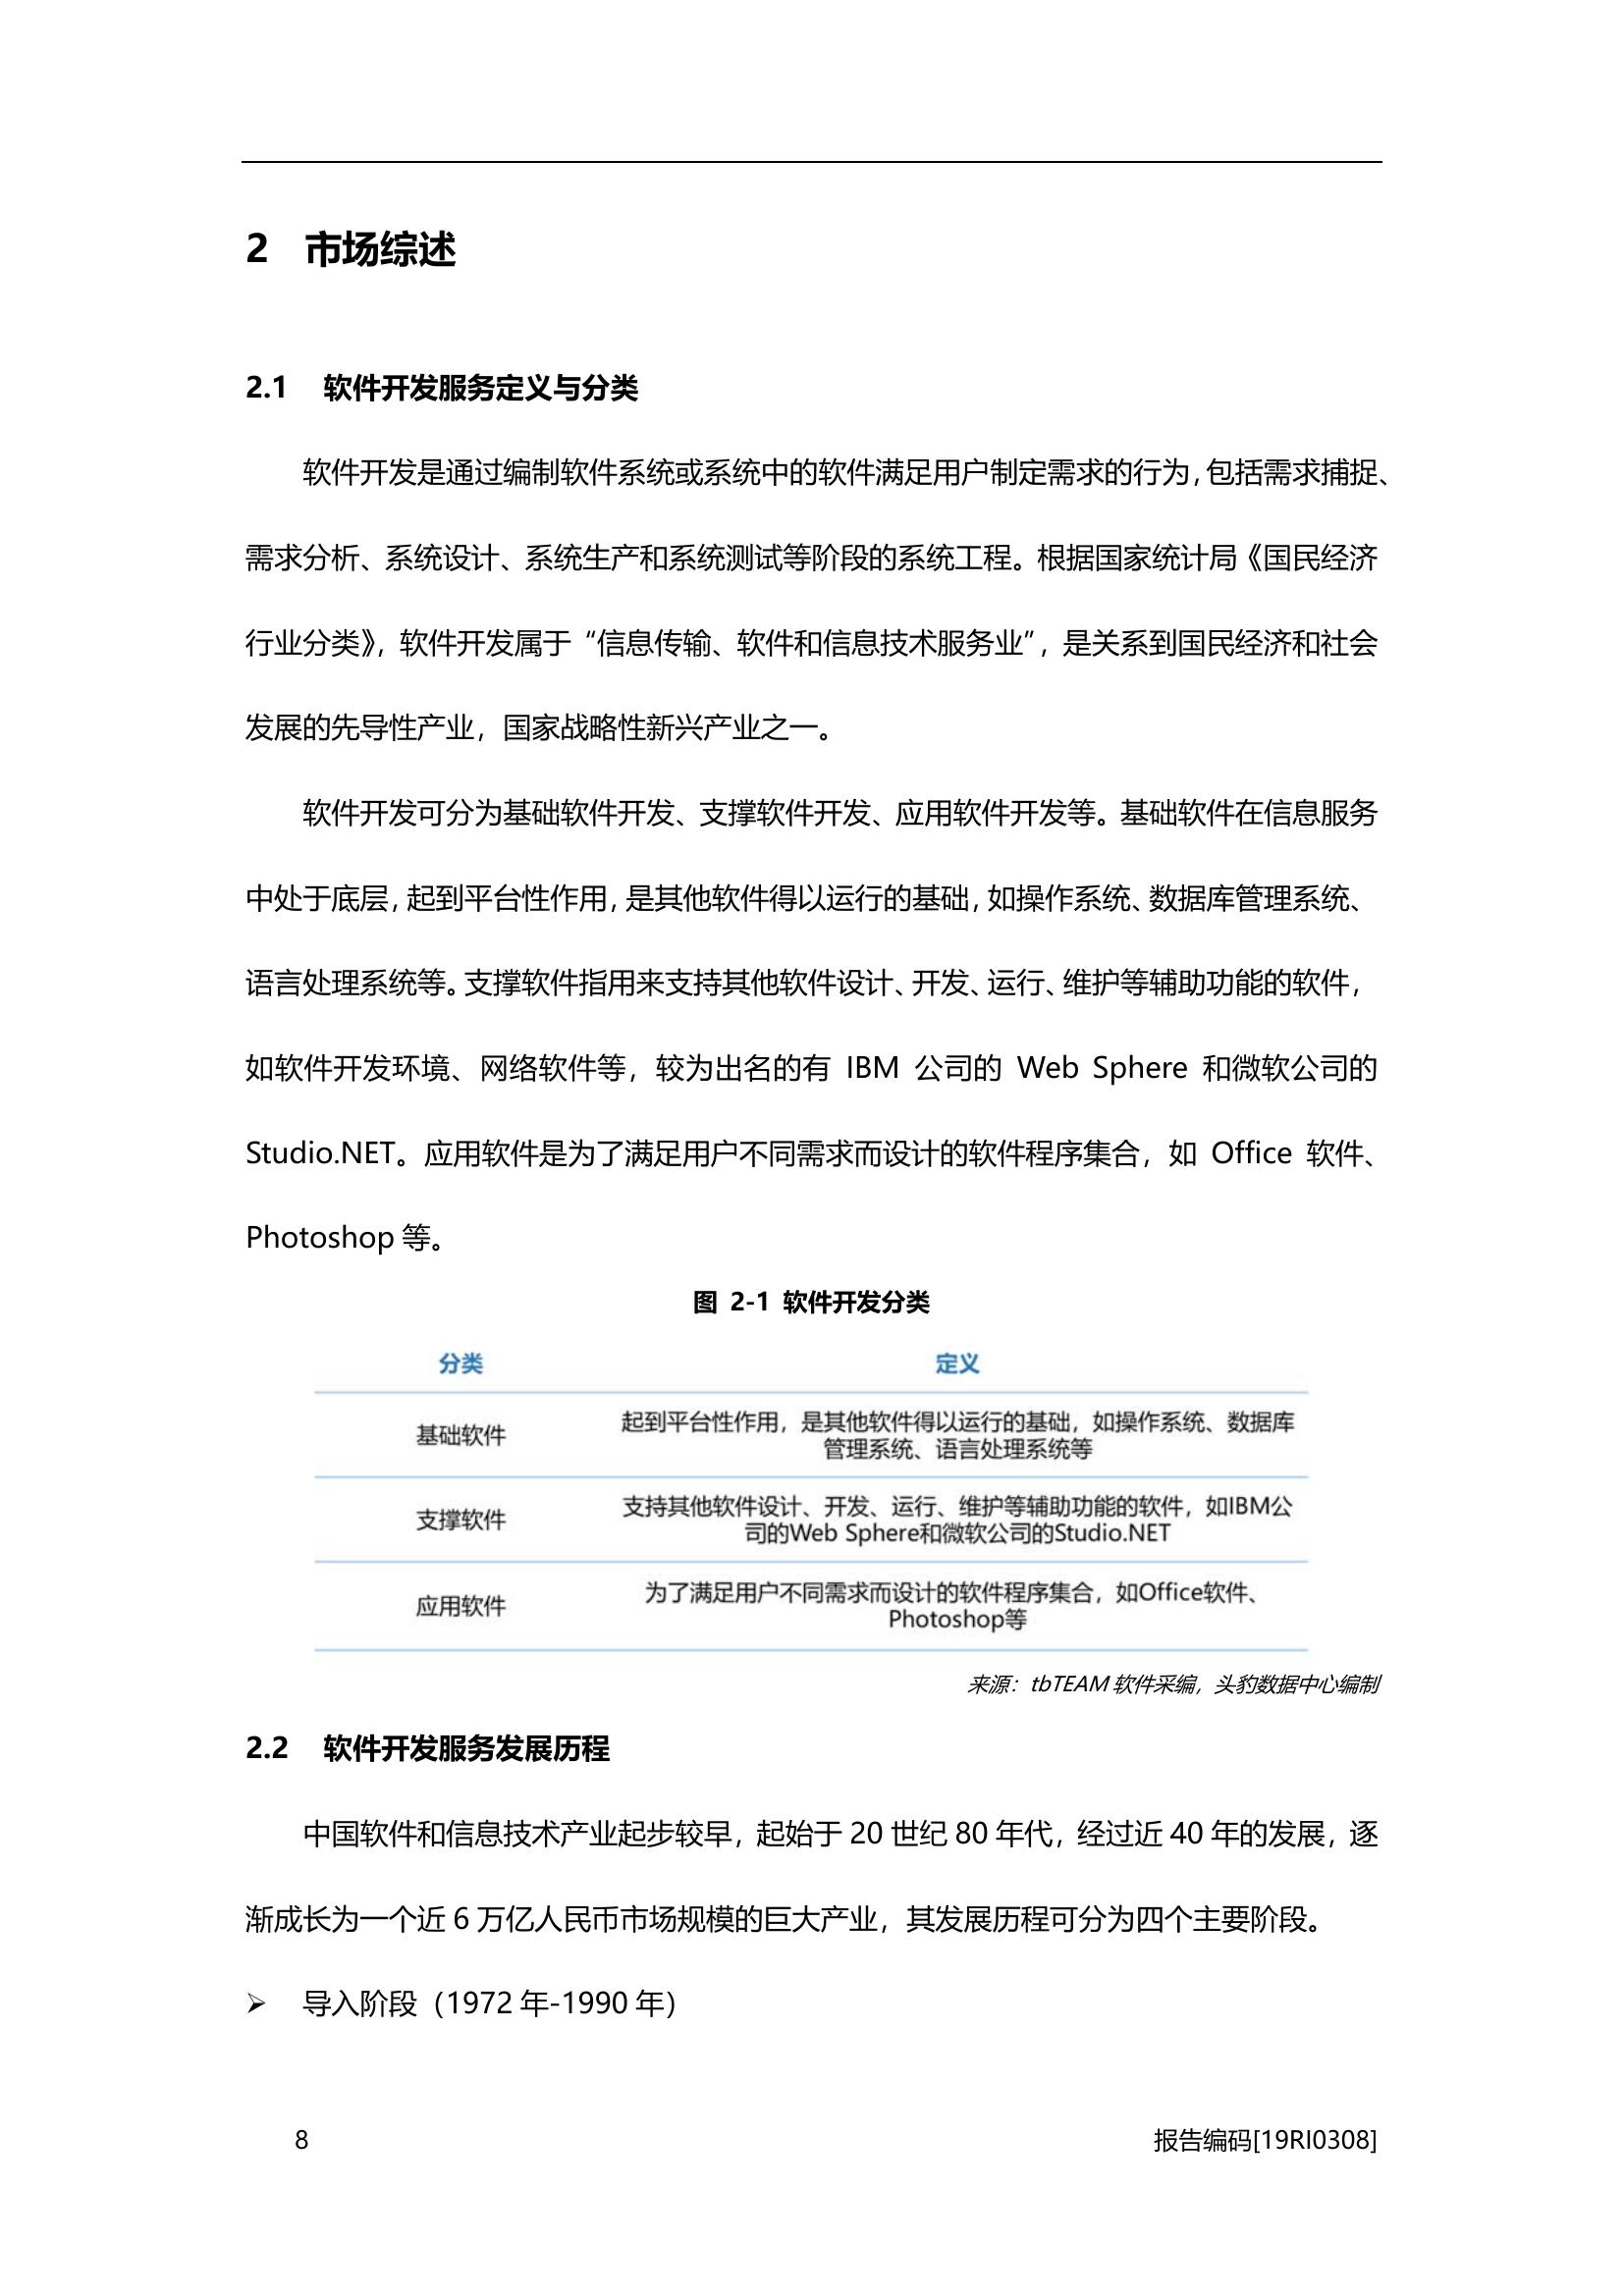 2 市场综述
2.1 软件开发服务定义与分类
软件开发是通过编制软件系统或系统中的软件满足用户制定需求的行为,包括需求捕捉、
需求分析、系统设计、系统生产和系统测试等阶段的系统工程。根据国家统计局《国民经济
行业分类》，软件开发属于“信息传输、软件和信息技术服务业”，是关系到国民经济和社会
发展的先导性产业，国家战略性新兴产业之一。
软件开发可分为基础软件开发、支撑软件开发、应用软件开发等。基础软件在信息服务
中处于底层，起到平台性作用，是其他软件得以运行的基础，如操作系统、数据库管理系统、
语言处理系统等。支撑软件指用来支持其他软件设计、开发、运行、维护等辅助功能的软件，
如软件开发环境、网络软件等，较为出名的有 IBM 公司的 Web Sphere 和微软公司的
Studio.NET。应用软件是为了满足用户不同需求而设计的软件程序集合，如 Office 软件、
Photoshop 等。
图 2-1 软件开发分类
分类 定义
基础软件 起到平台性作用，是其他软件得以运行的基础，如操作系统、数据库
管理系统、语言处理系统等
支撑软件 支持其他软件设计、开发、运行、维护等辅助功能的软件，如IBM公
司的Web Sphere和微软公司的Studio.NET
应用软件 为了满足用户不同需求而设计的软件程序集合，如Office软件、
Photoshop等
来源：tbTEAM 软件采编，头豹数据中心编制
2.2 软件开发服务发展历程
中国软件和信息技术产业起步较早，起始于 20 世纪 80 年代，经过近 40 年的发展，逐
渐成长为一个近 6 万亿人民币市场规模的巨大产业，其发展历程可分为四个主要阶段。
➢ 导入阶段（1972 年-1990 年）
8 报告编码[19RI0308]